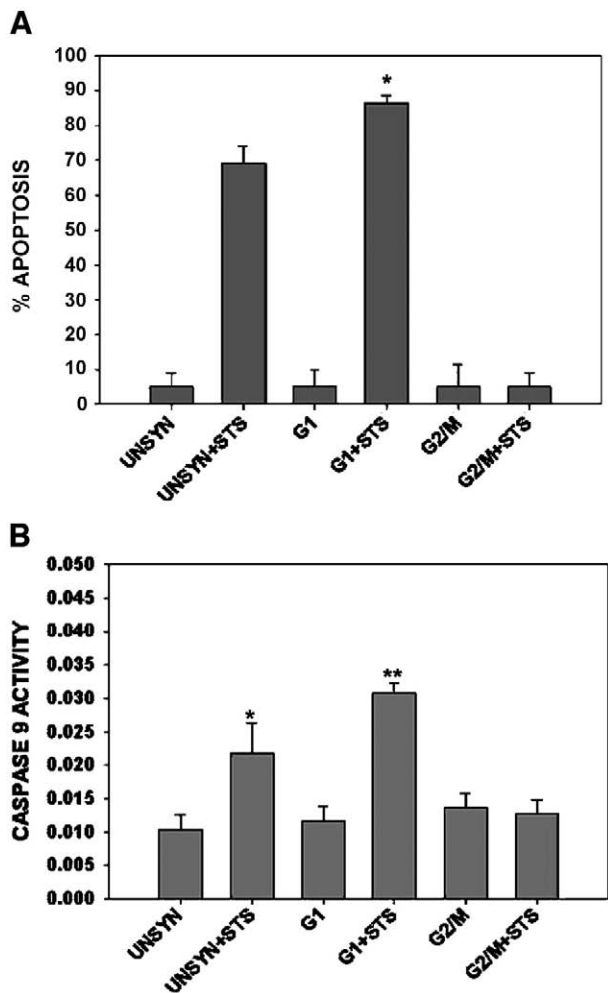 A
% APOPTOSIS
100
90
80
70
60
50
40
30
20
10
0
*
UNSYN
UNSYN+STS
G1
G1+STS
G2/M
G2/M+STS
B
CASPASE 9 ACTIVITY
0.050
0.045
0.040
0.035
0.030
0.025
0.020
0.015
0.010
0.005
0.000
*
**
UNSYN
UNSYN+STS
G1
G1+STS
G2/M
G2/M+STS